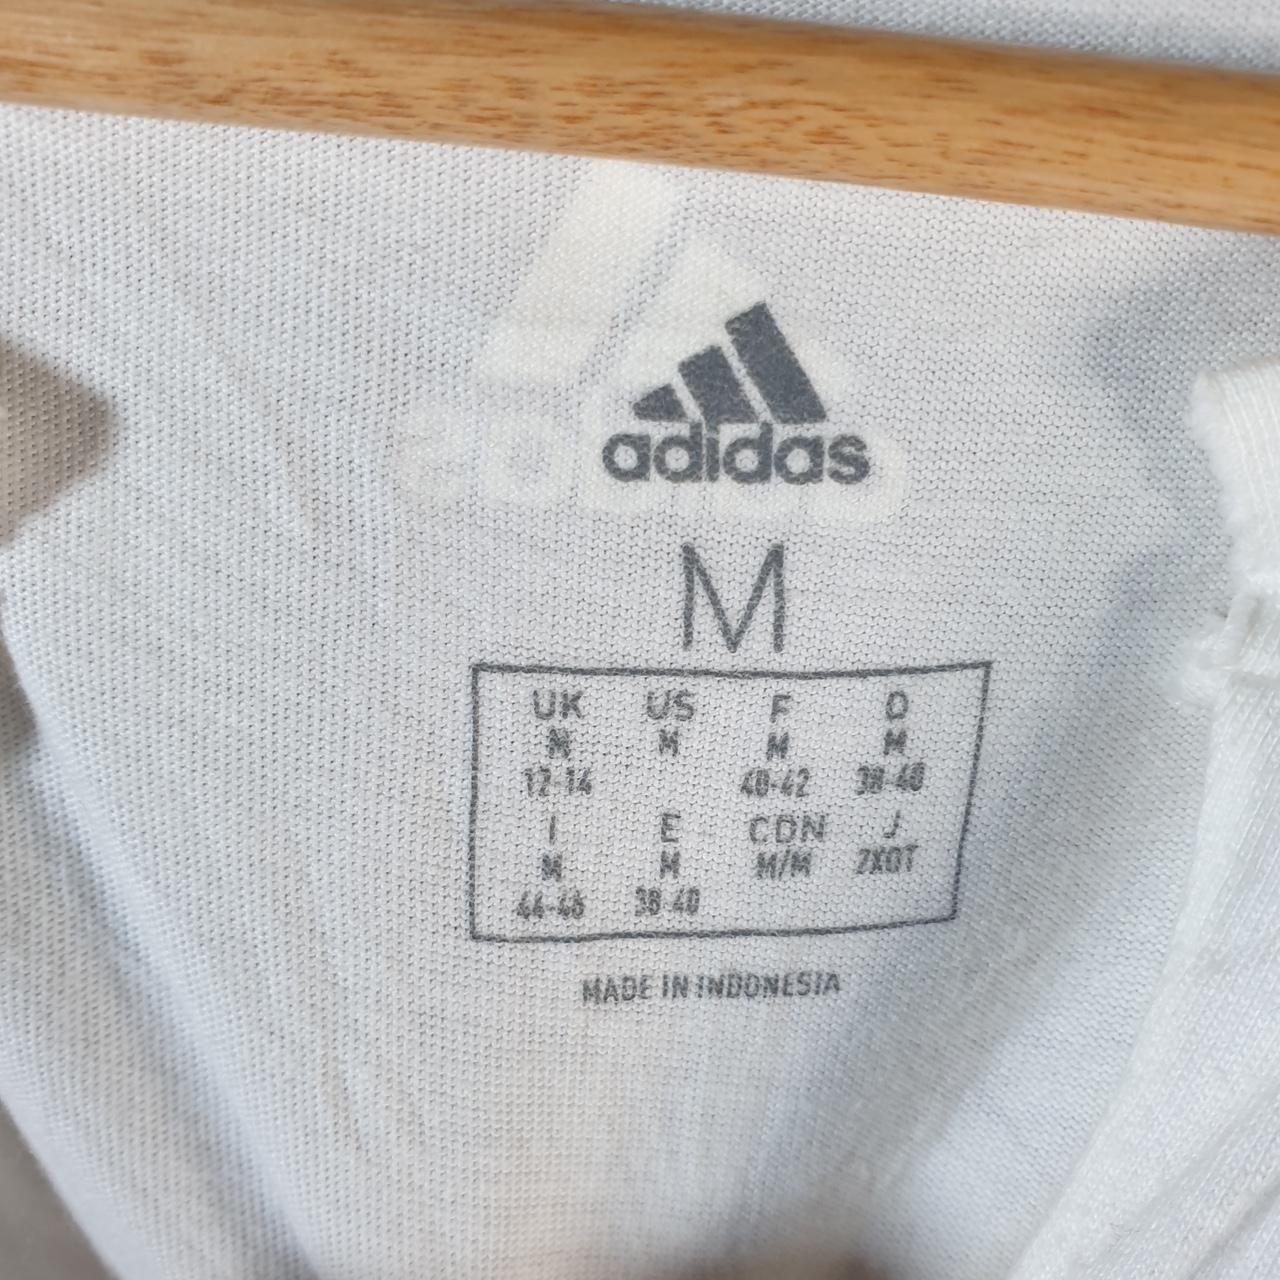 adidas
M
UK US F D
M M M M
12-14 40-42 38-40
I E CDN J
M M M/M 2XOT
44-46 38-40
MADE IN INDONESIA